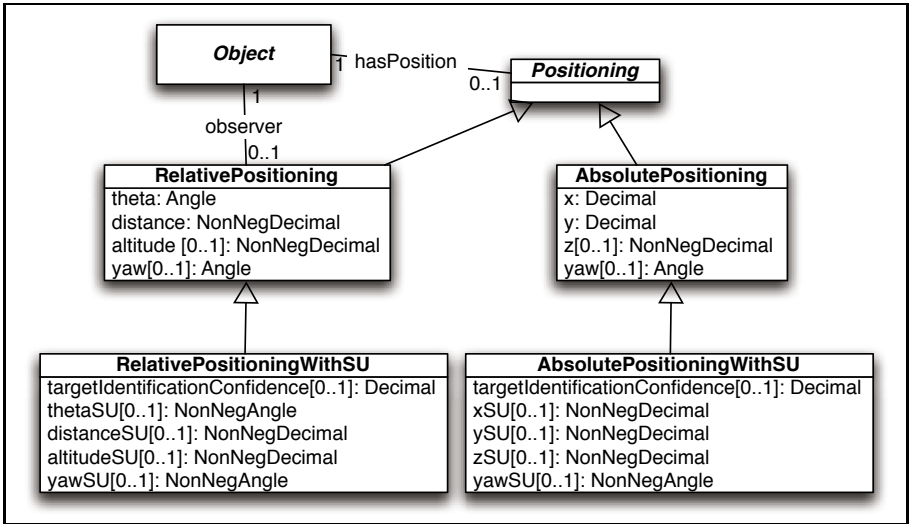 Object
1
hasPosition
0..1
Positioning
1
observer
0..1
RelativePositioning
theta: Angle
distance: NonNegDecimal
altitude [0..1]: NonNegDecimal
yaw[0..1]: Angle
AbsolutePositioning
x: Decimal
y: Decimal
z[0..1]: NonNegDecimal
yaw[0..1]: Angle
RelativePositioningWithSU
targetIdentificationConfidence[0..1]: Decimal
thetaSU[0..1]: NonNegAngle
distanceSU[0..1]: NonNegDecimal
altitudeSU[0..1]: NonNegDecimal
yawSU[0..1]: NonNegAngle
AbsolutePositioningWithSU
targetIdentificationConfidence[0..1]: Decimal
xSU[0..1]: NonNegDecimal
ySU[0..1]: NonNegDecimal
zSU[0..1]: NonNegDecimal
yawSU[0..1]: NonNegAngle